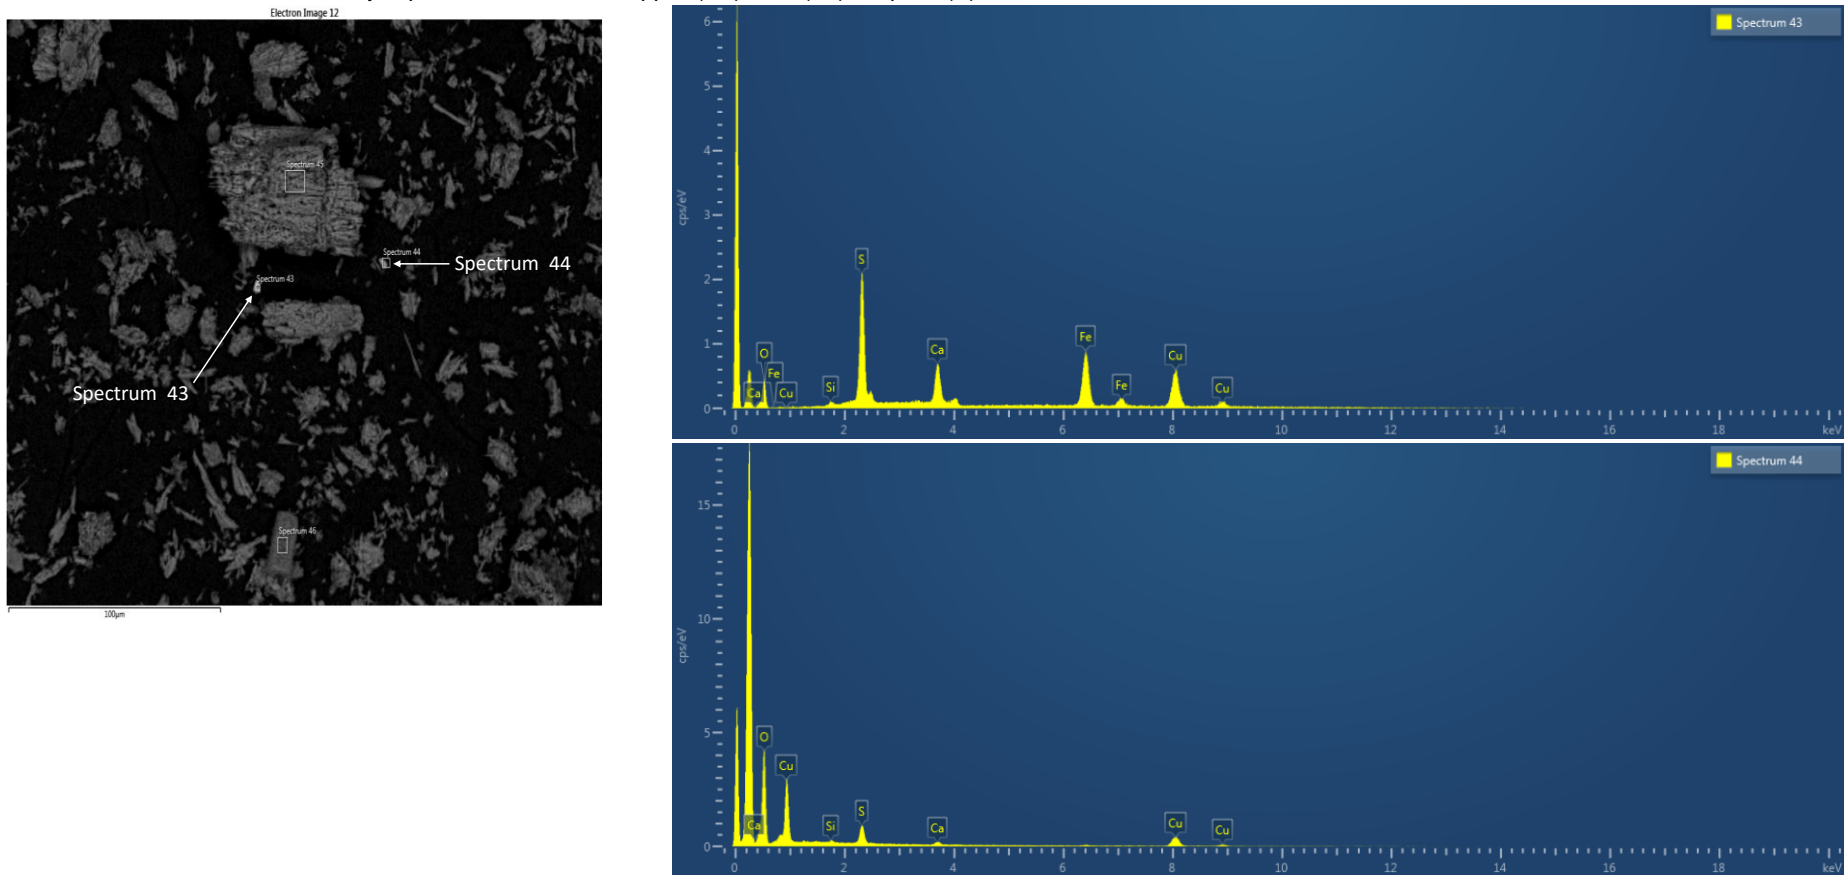 Electron Image 12
Spectrum 45
Spectrum 44
Spectrum 44
Spectrum 43
Spectrum 43
Spectrum 46
100μm
Spectrum 43
6
5
4
3
2
1
0
cps/eV
S
Fe
O
Ca
Cu
Fe
Ca
Cu
Si
Fe
Cu
0 2 4 6 8 10 12 14 16 18 keV
Spectrum 44
15
10
5
0
cps/eV
O
Cu
S
Ca
Si
Ca
Cu
Cu
0 2 4 6 8 10 12 14 16 18 keV